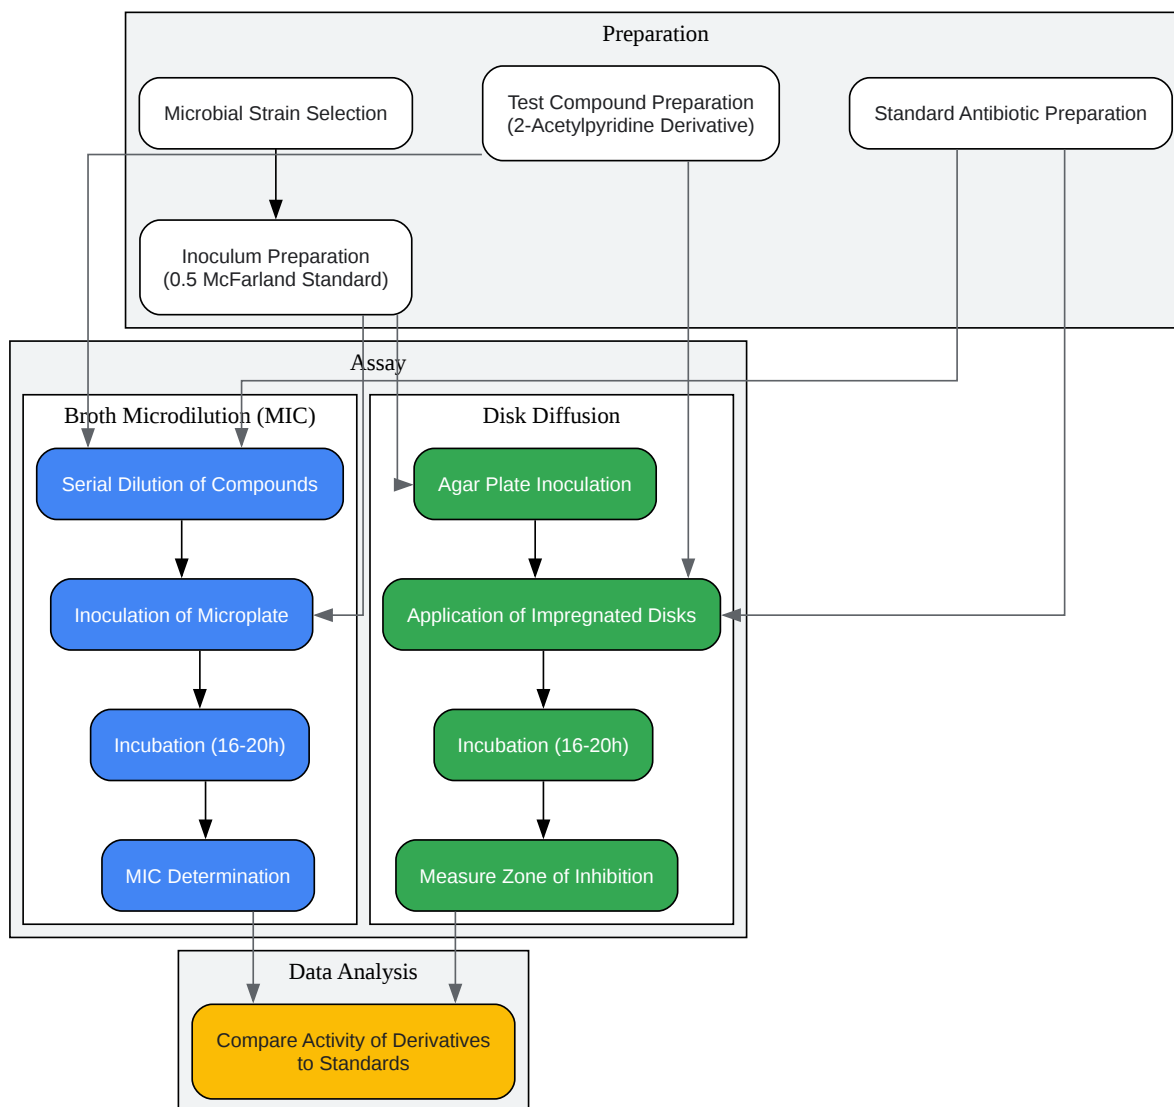 Preparation
Microbial Strain Selection
Test Compound Preparation
(2-Acetylpyridine Derivative)
Standard Antibiotic Preparation
Inoculum Preparation
(0.5 McFarland Standard)
Assay
Broth Microdilution (MIC)
Serial Dilution of Compounds
Inoculation of Microplate
Incubation (16-20h)
MIC Determination
Disk Diffusion
Agar Plate Inoculation
Application of Impregnated Disks
Incubation (16-20h)
Measure Zone of Inhibition
Data Analysis
Compare Activity of Derivatives
to Standards